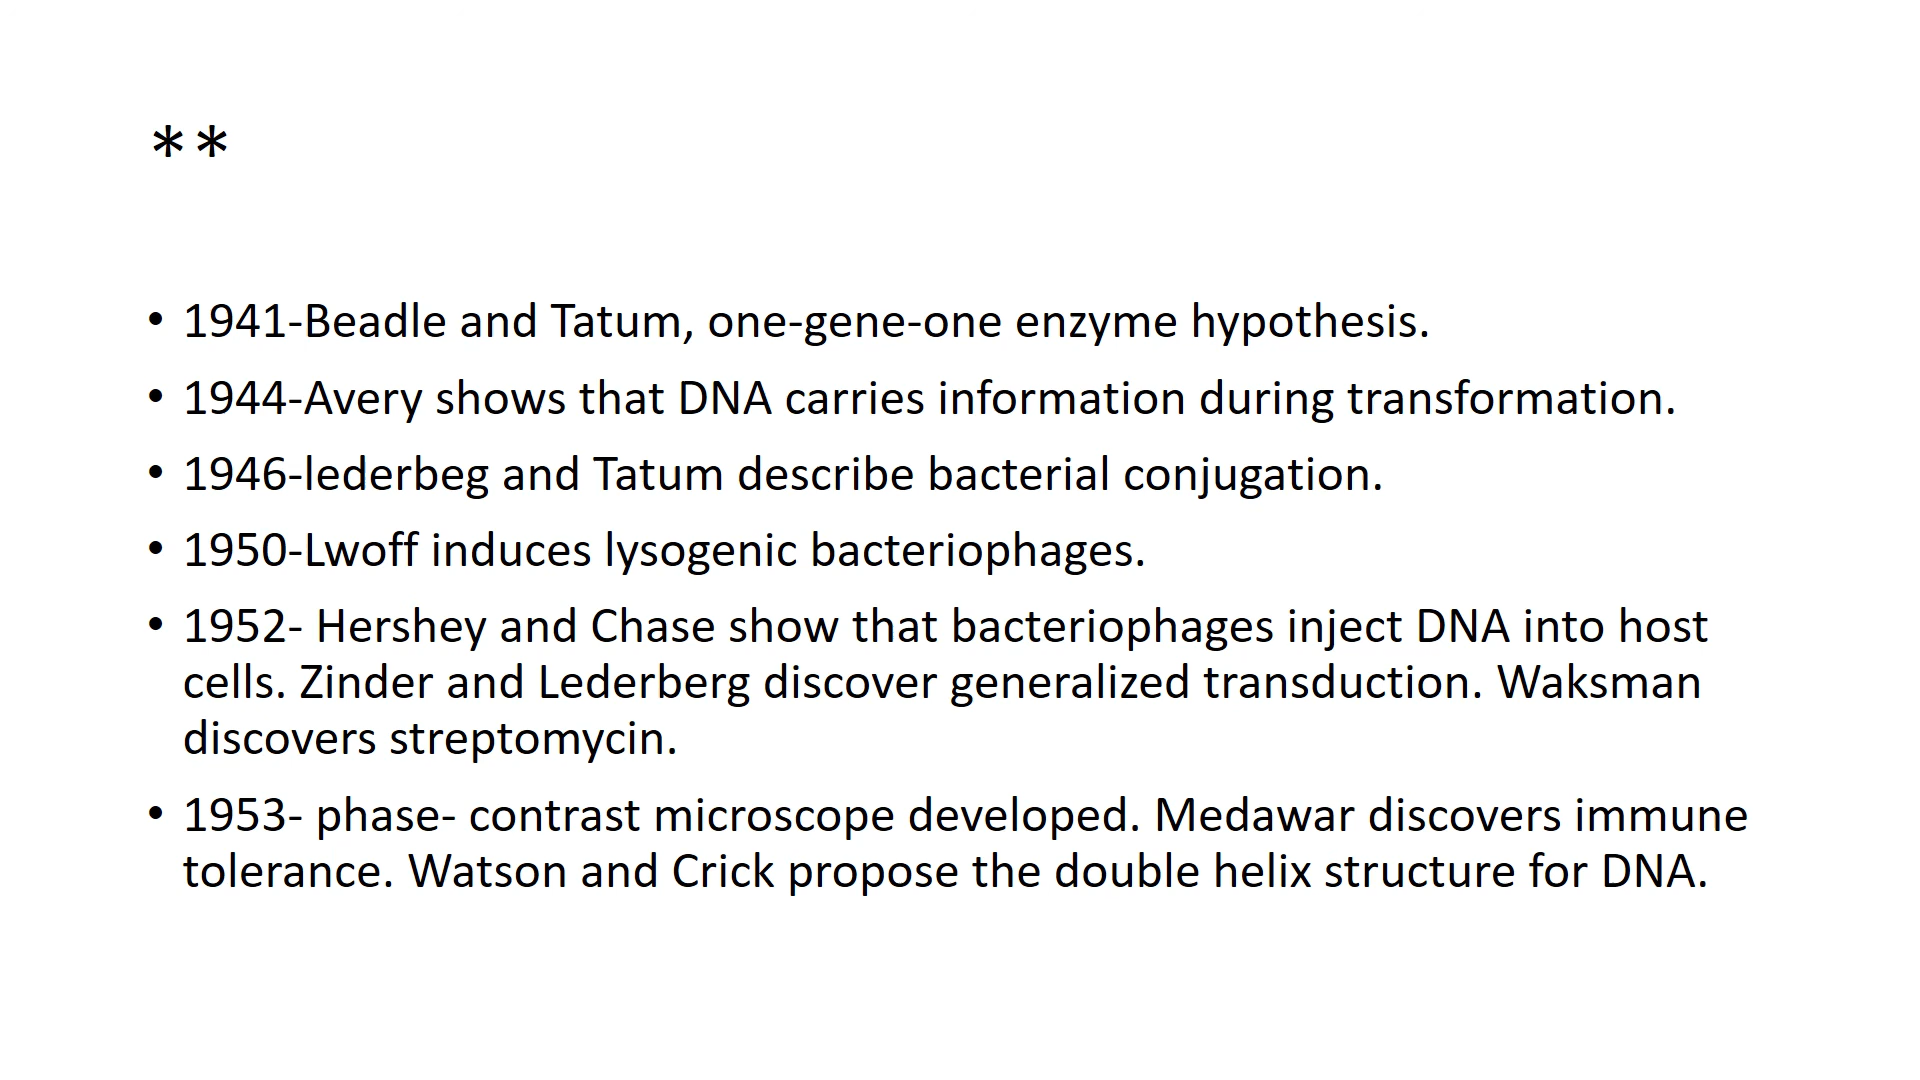 **
• 1941-Beadle and Tatum, one-gene-one enzyme hypothesis.
• 1944-Avery shows that DNA carries information during transformation.
• 1946-lederbeg and Tatum describe bacterial conjugation.
• 1950-Lwoff induces lysogenic bacteriophages.
• 1952- Hershey and Chase show that bacteriophages inject DNA into host
cells. Zinder and Lederberg discover generalized transduction. Waksman
discovers streptomycin.
• 1953- phase- contrast microscope developed. Medawar discovers immune
tolerance. Watson and Crick propose the double helix structure for DNA.